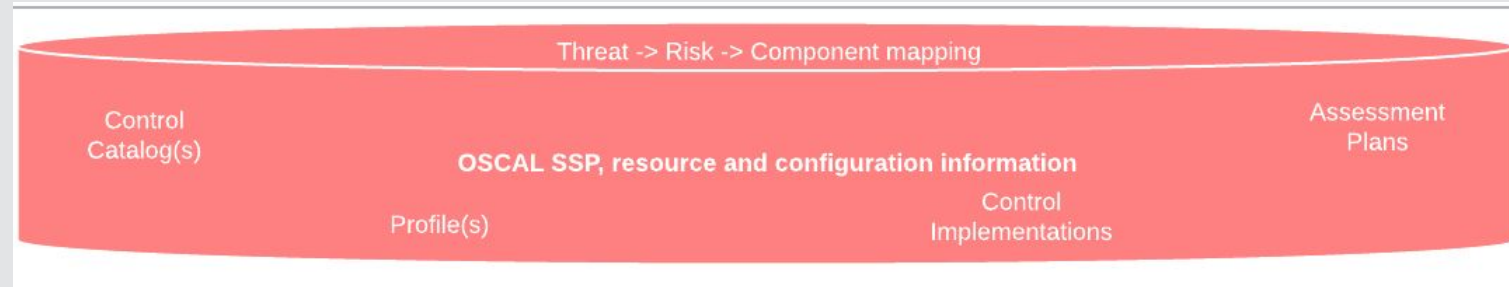 Threat -> Risk -> Component mapping
Control
Catalog(s)
Assessment
Plans
OSCAL SSP, resource and configuration information
Profile(s)
Control
Implementations